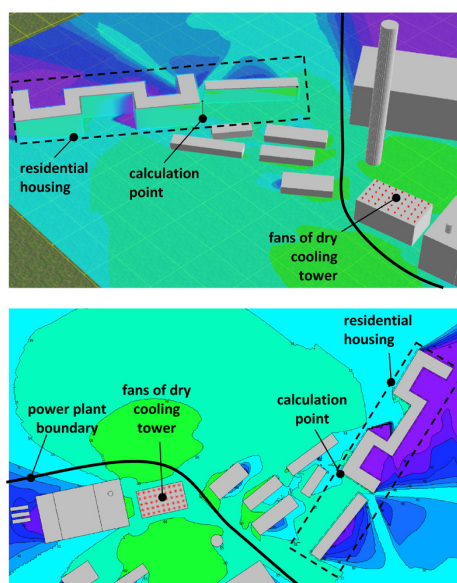 residential
housing
calculation
point
fans of dry
cooling
tower
residential
housing
fans of dry
cooling
tower
power plant
boundary
calculation
point